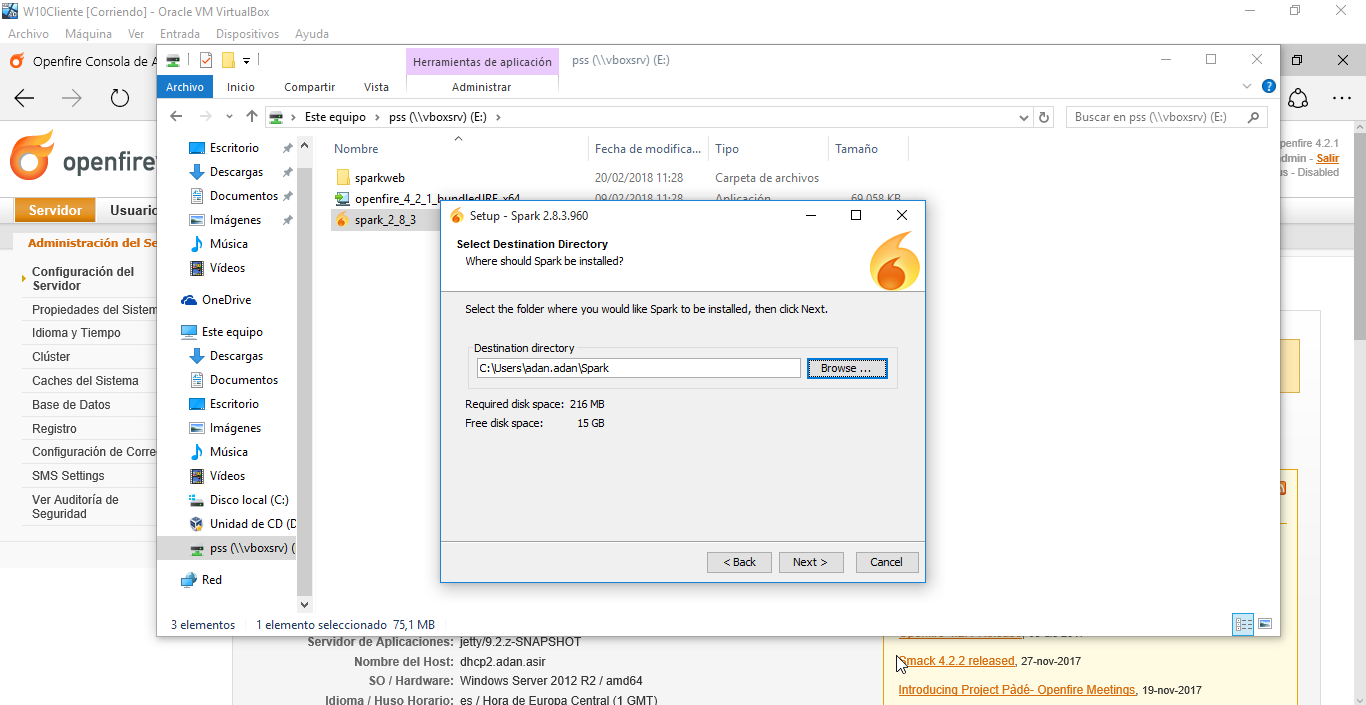 W10Cliente [Corriendo] - Oracle VM VirtualBox
Archivo Máquina Ver Entrada Dispositivos Ayuda
Openfire Consola de A
Herramientas de aplicación
pss (\\vboxsrv) (E:)
Archivo Inicio Compartir Vista Administrar
Este equipo > pss (\\vboxsrv) (E:) >
Buscar en pss (\\vboxsrv) (E:)
openfire
penfire 4.2.1
dmin - Salir
us - Disabled
Servidor
Usuario
Administración del Se
Configuración del
Servidor
Propiedades del Sistem
Idioma y Tiempo
Clúster
Caches del Sistema
Base de Datos
Registro
Configuración de Corre
SMS Settings
Ver Auditoría de
Seguridad
Escritorio
Descargas
Documentos
Imágenes
Música
Vídeos
OneDrive
Este equipo
Descargas
Documentos
Escritorio
Imágenes
Música
Vídeos
Disco local (C:)
Unidad de CD (D
pss (\\vboxsrv) (
Red
Nombre Fecha de modifica... Tipo Tamaño
sparkweb 20/02/2018 11:28 Carpeta de archivos
openfire_4_2_1_bundledJRE_x64 09/02/2018 11:28 Aplicación 69.058 KB
spark_2_8_3
Setup - Spark 2.8.3.960
Select Destination Directory
Where should Spark be installed?
Select the folder where you would like Spark to be installed, then click Next.
Destination directory
C:\Users\adan.adan\Spark
Browse ...
Required disk space: 216 MB
Free disk space: 15 GB
< Back Next > Cancel
3 elementos 1 elemento seleccionado 75,1 MB
Servidor de Aplicaciones: jetty/9.2.z-SNAPSHOT
Nombre del Host: dhcp2.adan.asir
SO / Hardware: Windows Server 2012 R2 / amd64
Idioma / Huso Horario: es / Hora de Europa Central (1 GMT)
Smack 4.2.2 released, 27-nov-2017
Introducing Project Pàdé- Openfire Meetings, 19-nov-2017